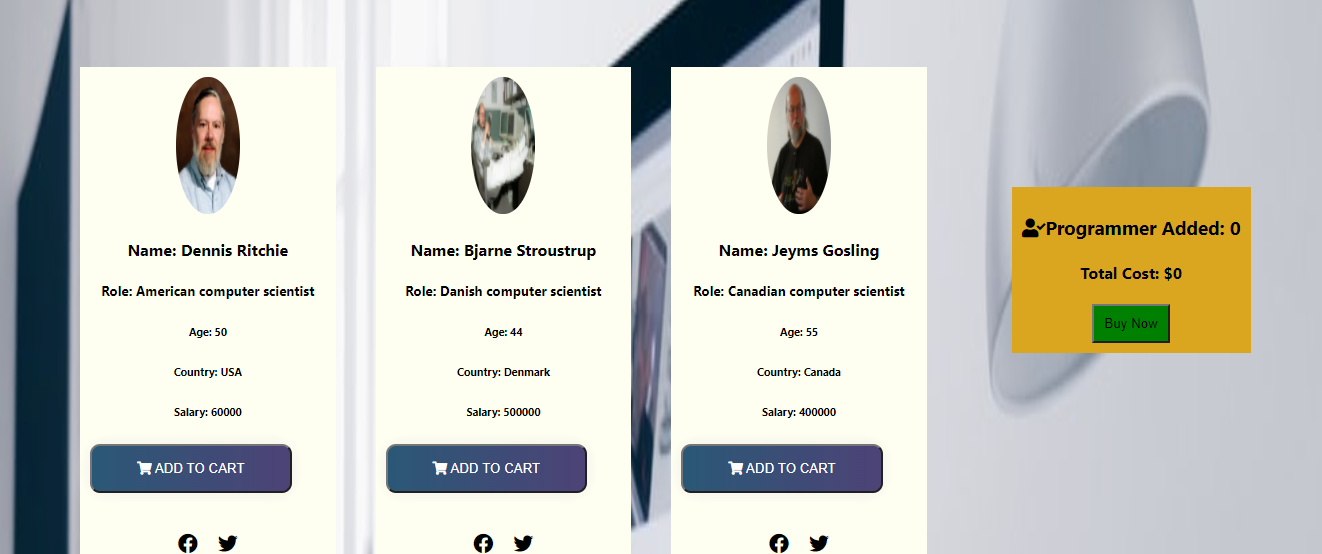 Name: Dennis Ritchie
Role: American computer scientist
Age: 50
Country: USA
Salary: 60000
ADD TO CART
Name: Bjarne Stroustrup
Role: Danish computer scientist
Age: 44
Country: Denmark
Salary: 500000
ADD TO CART
Name: Jeyms Gosling
Role: Canadian computer scientist
Age: 55
Country: Canada
Salary: 400000
ADD TO CART
Programmer Added: 0
Total Cost: $0
Buy Now